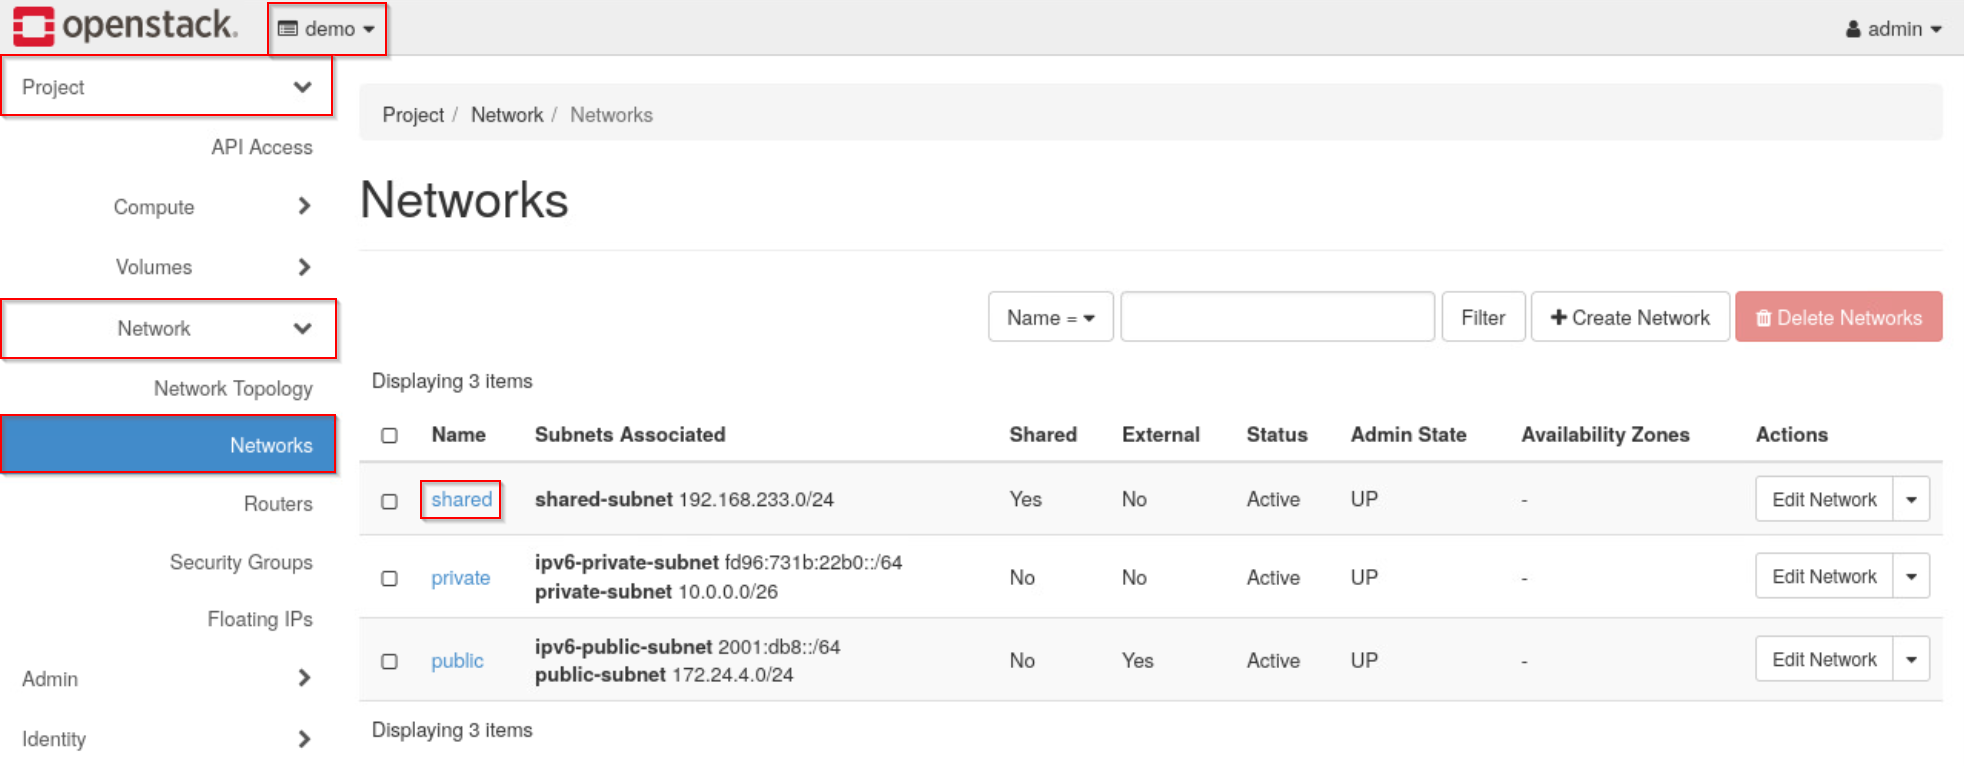 openstack. demo admin
Project
Project / Network / Networks
API Access
Compute
Volumes
Network
Network Topology
Networks
Routers
Security Groups
Floating IPs
Admin
Identity
Networks
Name = Filter Create Network Delete Networks
Displaying 3 items
Name Subnets Associated Shared External Status Admin State Availability Zones Actions
shared shared-subnet 192.168.233.0/24 Yes No Active UP - Edit Network
private ipv6-private-subnet fd96:731b:22b0::/64 No No Active UP - Edit Network
private-subnet 10.0.0.0/26
public ipv6-public-subnet 2001:db8::/64 No Yes Active UP - Edit Network
public-subnet 172.24.4.0/24
Displaying 3 items